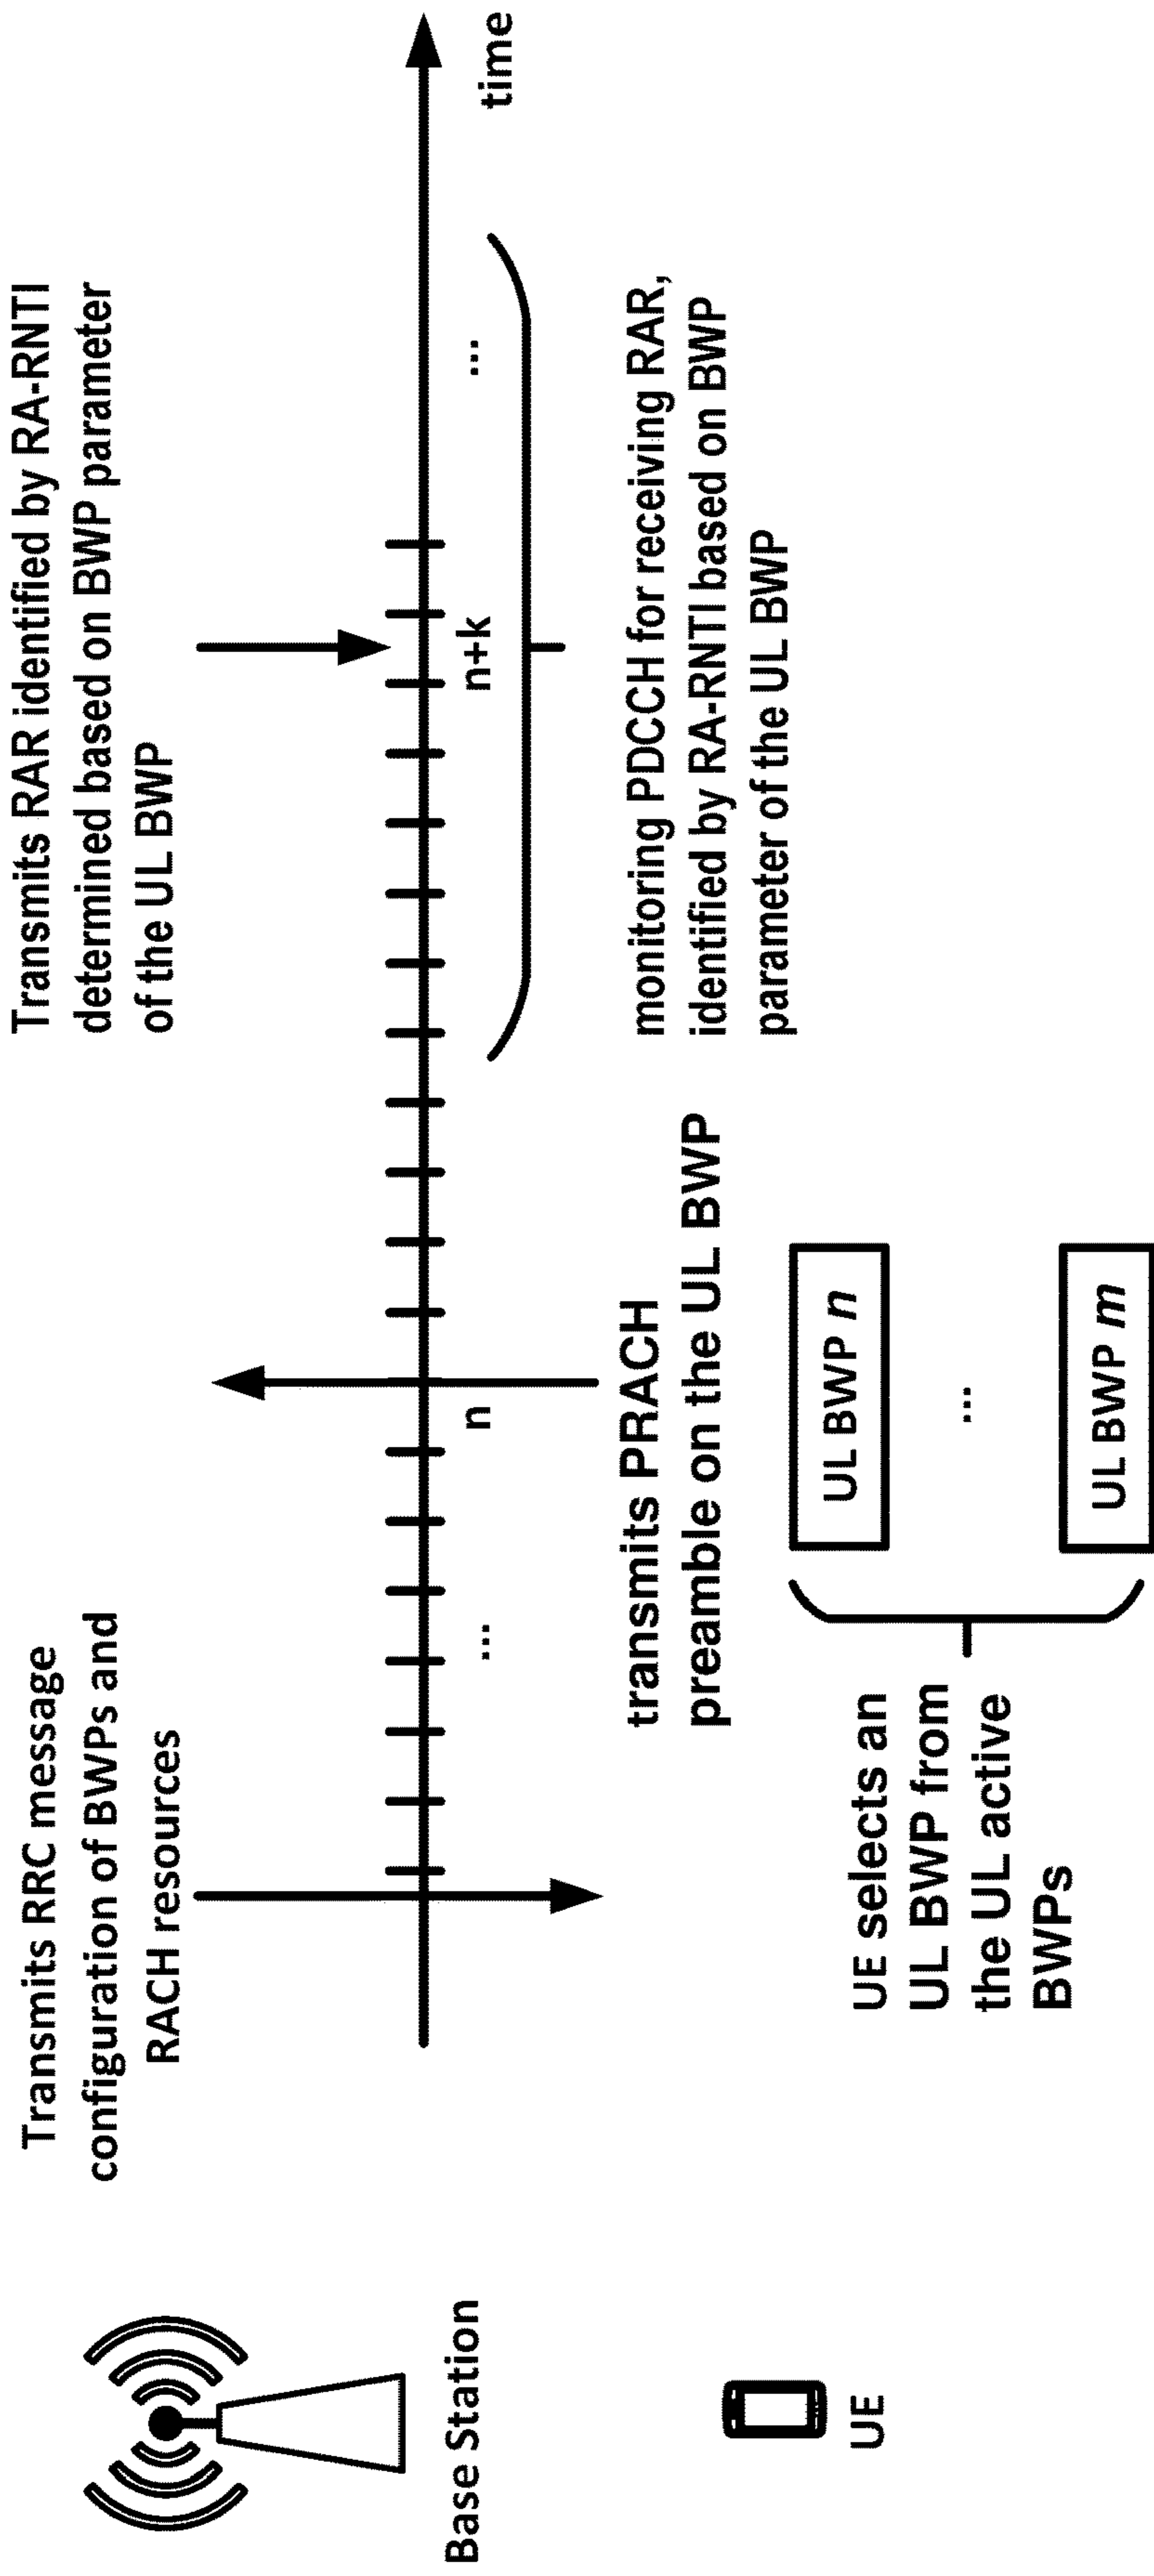 Transmits RRC message
configuration of BWPs and
RACH resources
Transmits RAR identified by RA-RNTI
determined based on BWP parameter
of the UL BWP
Base Station
...
n
n+k
...
time
transmits PRACH
preamble on the UL BWP
monitoring PDCCH for receiving RAR,
identified by RA-RNTI based on BWP
parameter of the UL BWP
UE
UE selects an
UL BWP from
the UL active
BWPs
UL BWP n
...
UL BWP m